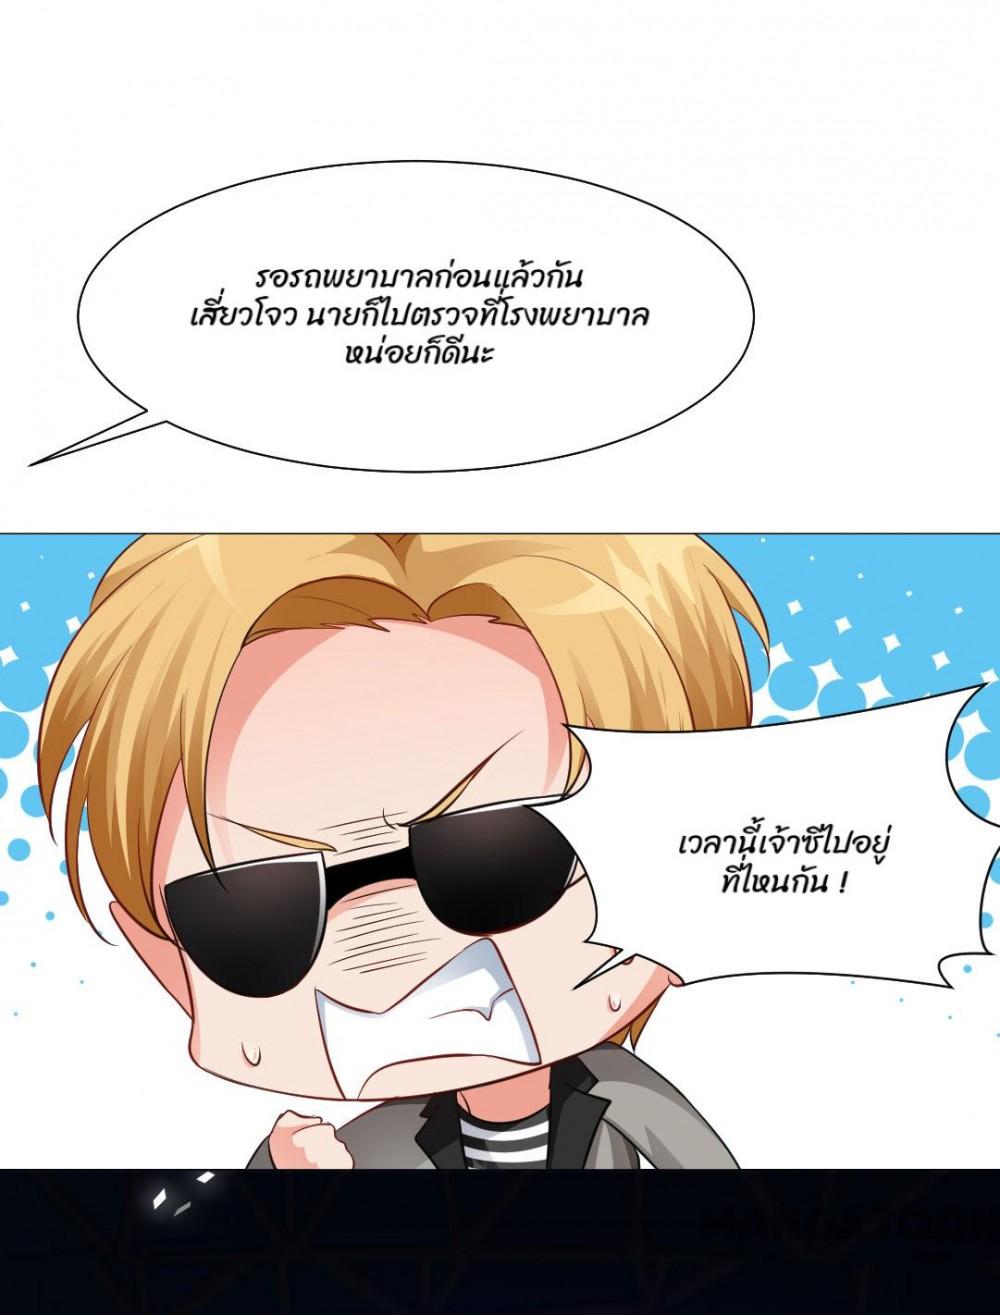 รอรถพยาบาลก่อนแล้วกัน
เสี่ยวโจว นายก็ไปตรวจที่โรงพยาบาล
หน่อยก็ดีนะ
เวลานี้เจ้าซีไปอยู่
ที่ไหนกัน !